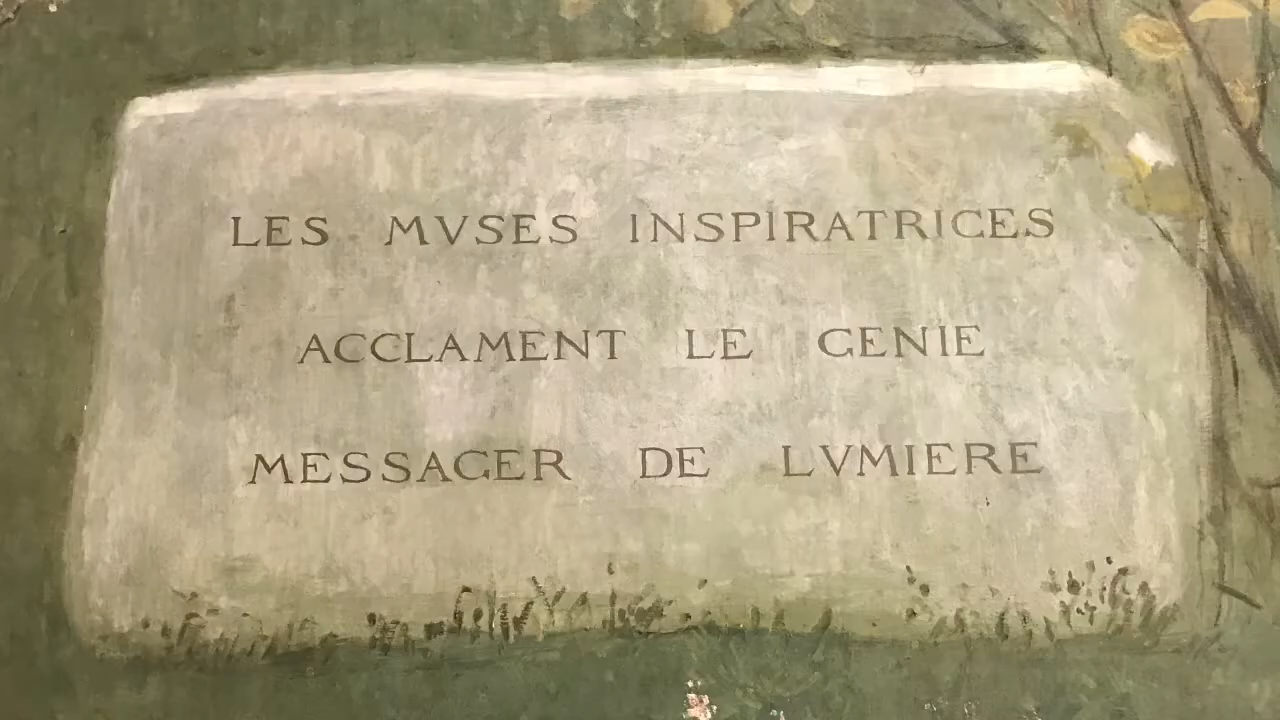 LES MVSES INSPIRATRICES
ACCLAMENT LE GENIE
MESSAGER DE LVMIERE